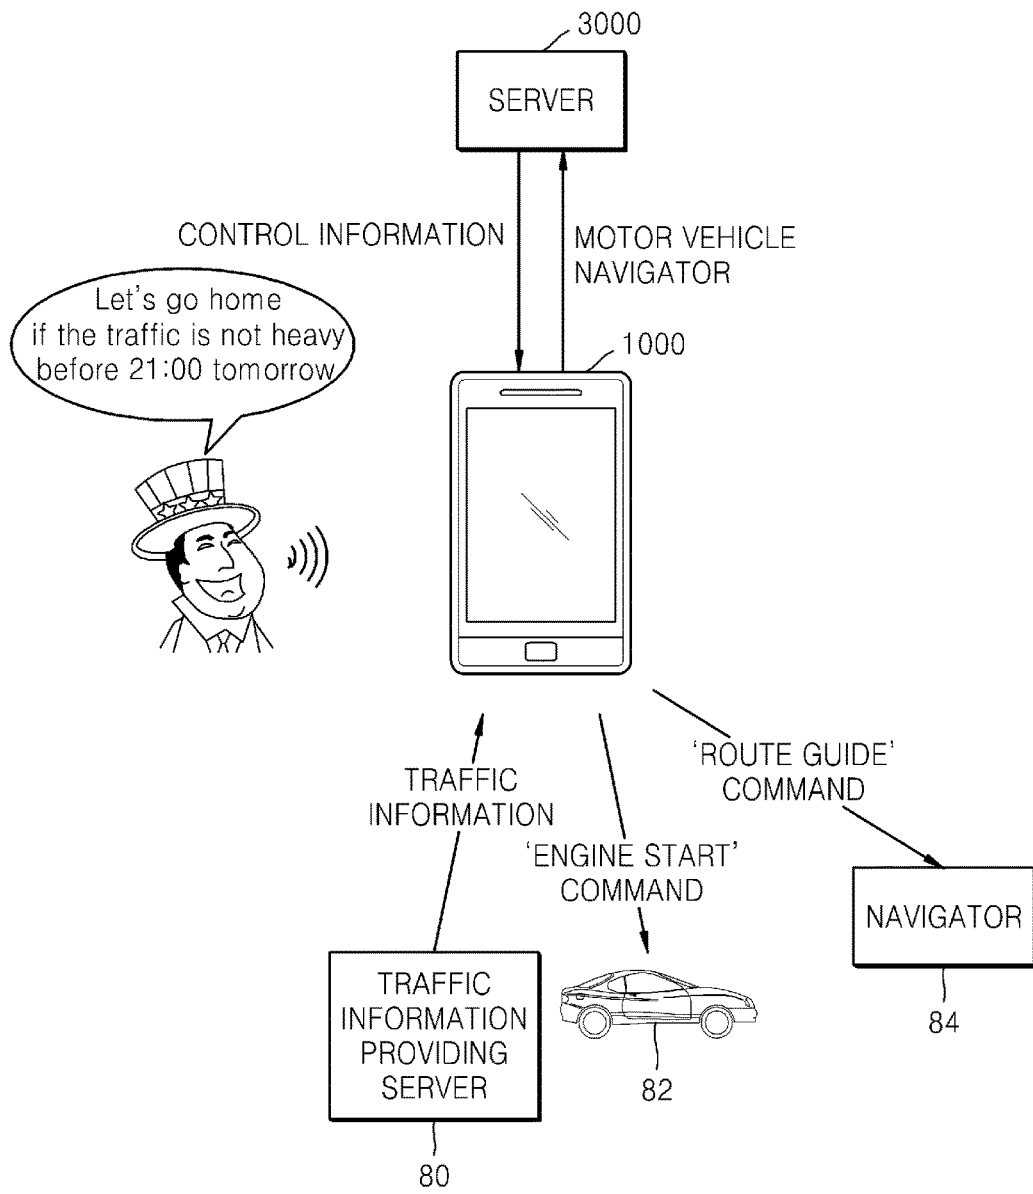 3000
SERVER
CONTROL INFORMATION
MOTOR VEHICLE
NAVIGATOR
Let's go home
if the traffic is not heavy
before 21:00 tomorrow
1000
'ROUTE GUIDE'
COMMAND
TRAFFIC
INFORMATION
'ENGINE START'
COMMAND
NAVIGATOR
84
TRAFFIC
INFORMATION
PROVIDING
SERVER
82
80